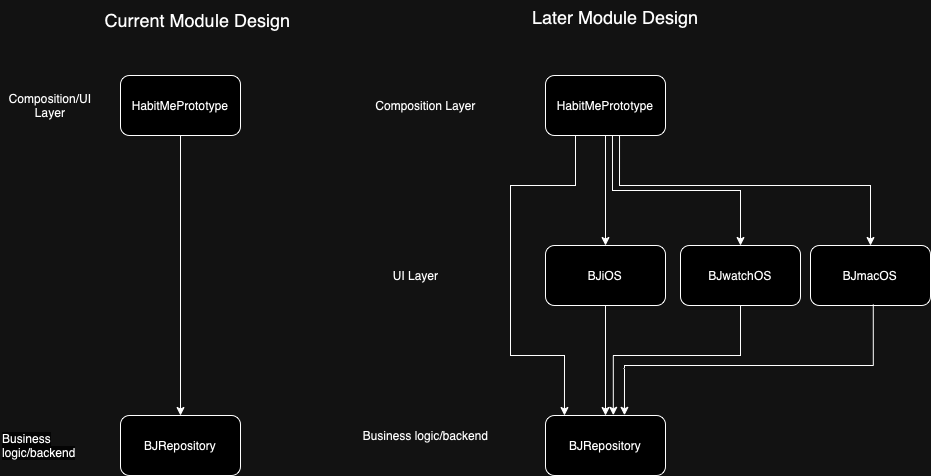 Current Module Design
Later Module Design
Composition/UI
Layer
HabitMePrototype
Composition Layer
HabitMePrototype
UI Layer
BJiOS
BJwatchOS
BJmacOS
Business
logic/backend
BJRepository
Business logic/backend
BJRepository